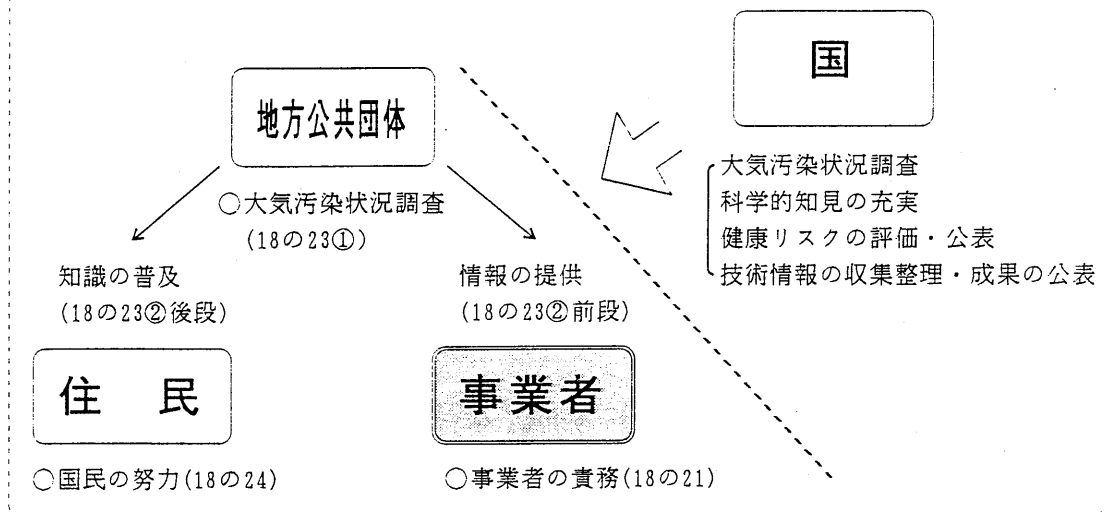 国
地方公共団体
大気汚染状況調査
科学的知見の充実
健康リスクの評価・公表
技術情報の収集整理・成果の公表
○大気汚染状況調査
(18の23①)
知識の普及
(18の23②後段)
情報の提供
(18の23②前段)
住 民
事業者
○国民の努力(18の24)
○事業者の責務(18の21)